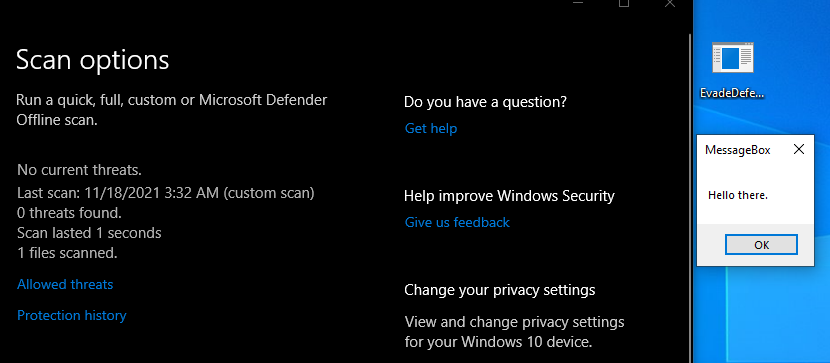 Scan options
Run a quick, full, custom or Microsoft Defender
Offline scan.
No current threats.
Last scan: 11/18/2021 3:32 AM (custom scan)
0 threats found.
Scan lasted 1 seconds
1 files scanned.
Allowed threats
Protection history
Do you have a question?
Get help
Help improve Windows Security
Give us feedback
Change your privacy settings
View and change privacy settings
for your Windows 10 device.
EvadeDefe...
MessageBox
Hello there.
OK